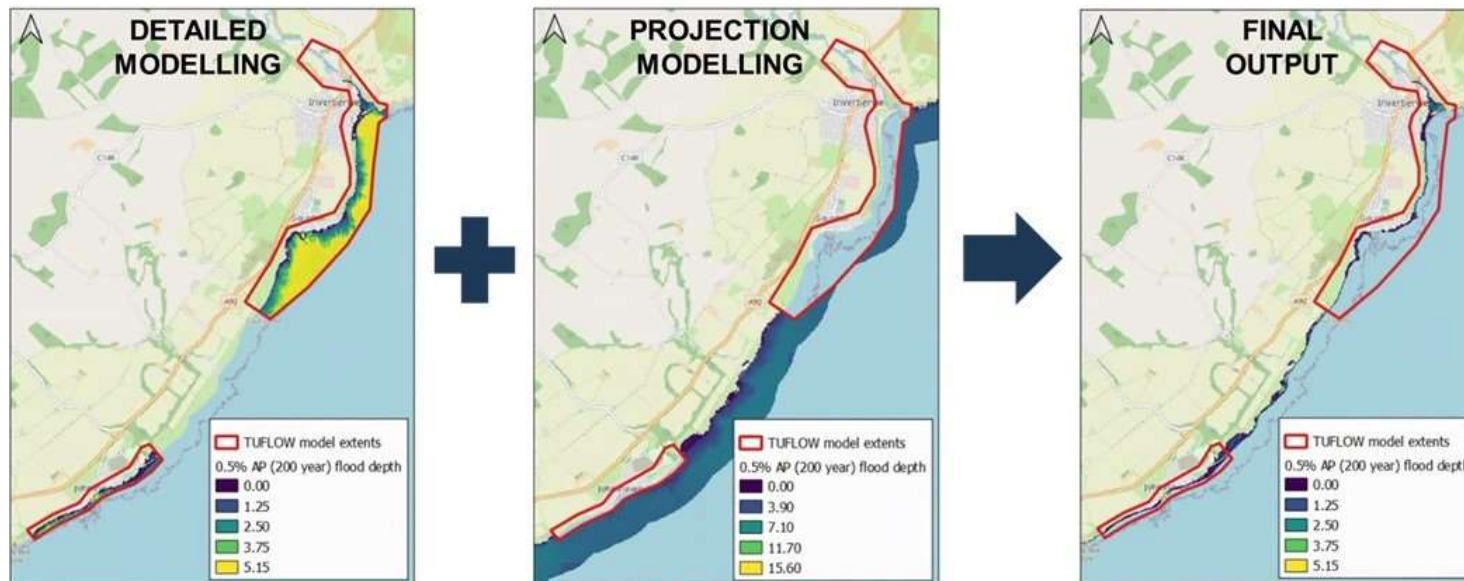 DETAILED
MODELLING
C1486
A92
TUFLOW model extents
0.5% AP (200 year) flood depth
0.00
1.25
2.50
3.75
5.15
PROJECTION
MODELLING
A92
TUFLOW model extents
0.5% AP (200 year) flood depth
0.00
3.90
7.10
11.70
15.60
FINAL
OUTPUT
A92
TUFLOW model extents
0.5% AP (200 year) flood depth
0.00
1.25
2.50
3.75
5.15